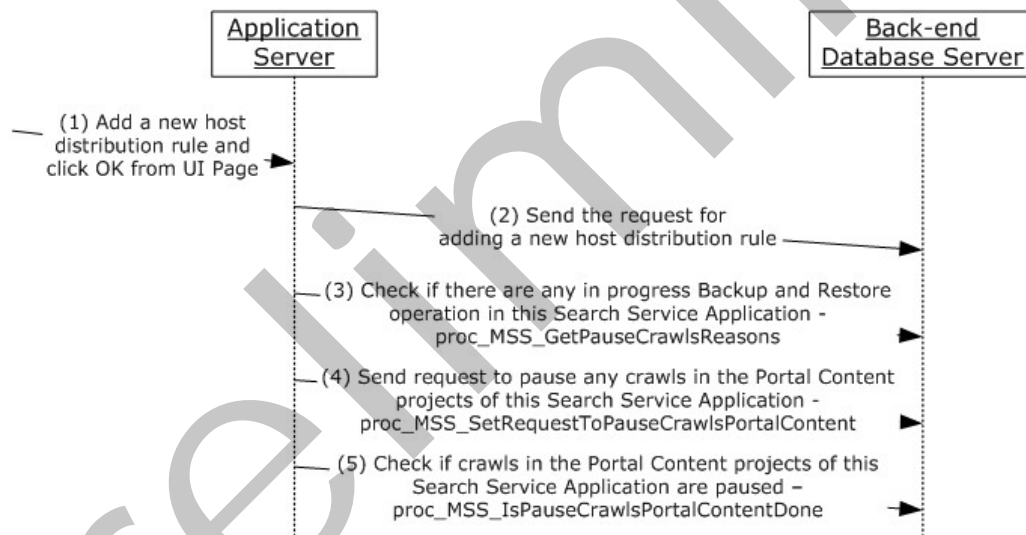 Application
Server
Back-end
Database Server
(1) Add a new host
distribution rule and
click OK from UI Page
(2) Send the request for
adding a new host distribution rule
(3) Check if there are any in progress Backup and Restore
operation in this Search Service Application -
proc_MSS_GetPauseCrawlsReasons
(4) Send request to pause any crawls in the Portal Content
projects of this Search Service Application -
proc_MSS_SetRequestToPauseCrawlsPortalContent
(5) Check if crawls in the Portal Content projects of this
Search Service Application are paused –
proc_MSS_IsPauseCrawlsPortalContentDone
elimi